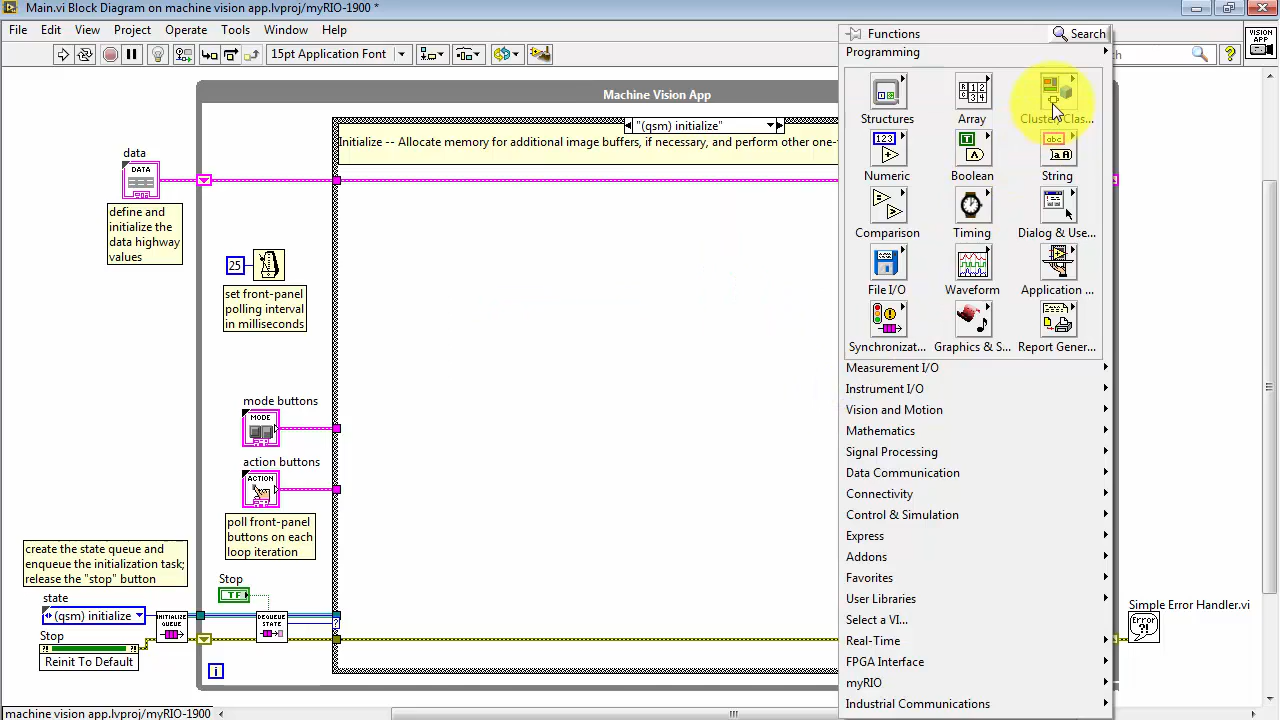 Main.vi Block Diagram on machine vision app.lvproj/myRIO-1900 *
File Edit View Project Operate Tools Window Help
15pt Application Font
VISION
APP
Functions
Search
Programming
Structures
Array
Cluster, Clas...
Numeric
Boolean
String
Comparison
Timing
Dialog & Use...
File I/O
Waveform
Application ...
Synchronizat...
Graphics & S...
Report Gener...
Measurement I/O
Instrument I/O
Vision and Motion
Mathematics
Signal Processing
Data Communication
Connectivity
Control & Simulation
Express
Addons
Favorites
User Libraries
Select a VI...
Real-Time
FPGA Interface
myRIO
Industrial Communications
Machine Vision App
"(qsm) initialize"
Initialize -- Allocate memory for additional image buffers, if necessary, and perform other one-
data
DATA
define and
initialize the
data highway
values
25
set front-panel
polling interval
in milliseconds
mode buttons
MODE
action buttons
ACTION
poll front-panel
buttons on each
loop iteration
create the state queue and
enqueue the initialization task;
release the "stop" button
state
(qsm) initialize
INITIALIZE
QUEUE
Stop
TF
DEQUEUE
STATE
Stop
Reinit To Default
i
Simple Error Handler.vi
Error
?!
machine vision app.lvproj/myRIO-1900